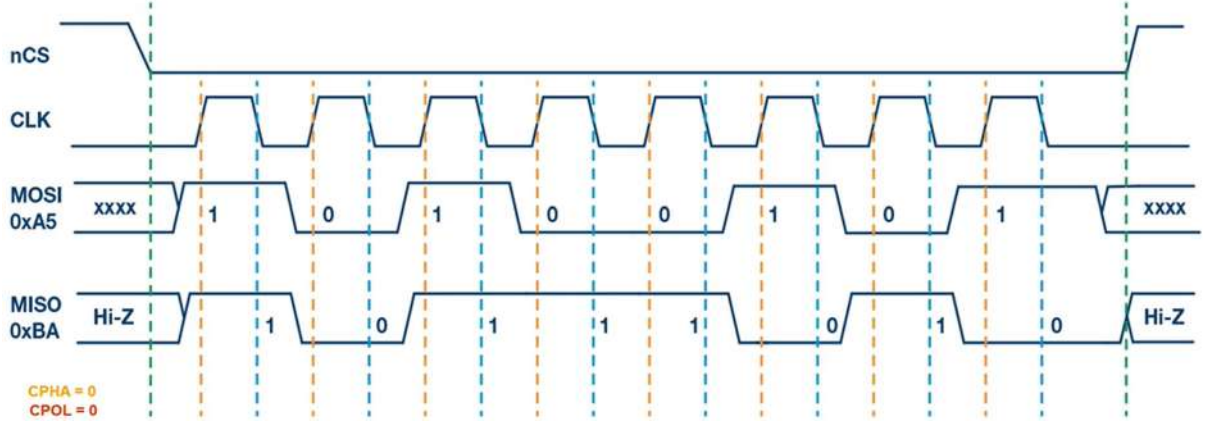 nCS
CLK
MOSI
0xA5
xxxx
1 0 1 0 0 1 0 1
xxxx
MISO
0xBA
Hi-Z
1 0 1 1 1 0 1 0
Hi-Z
CPHA = 0
CPOL = 0